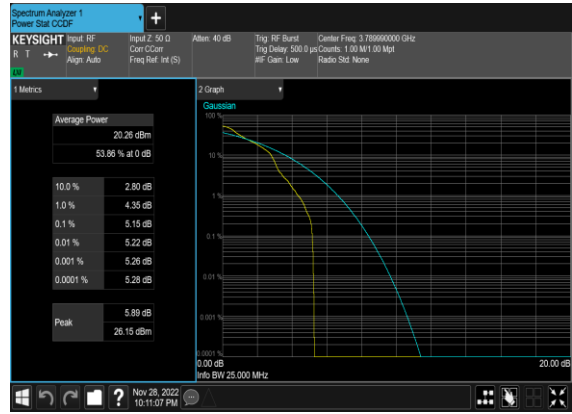 Spectrum Analyzer 1
Power Stat CCDF
+
KEYSIGHT Input: RF Input Z: 50 Ω Atten: 40 dB Trig: RF Burst Center Freq: 3.789990000 GHz
R T Coupling: DC Corr CCorr Trig Delay: 500.0 µs Counts: 1.00 M/1.00 Mpt
Align: Auto Freq Ref: Int (S) #IF Gain: Low Radio Std: None
LNI
1 Metrics
2 Graph
Gaussian
Average Power
20.26 dBm
53.86 % at 0 dB
10.0 % 2.80 dB
1.0 % 4.35 dB
0.1 % 5.15 dB
0.01 % 5.22 dB
0.001 % 5.26 dB
0.0001 % 5.28 dB
Peak
5.89 dB
26.15 dBm
100 %
10 %
1 %
0.1 %
0.01 %
0.001 %
0.0001 %
0.00 dB 20.00 dB
Info BW 25.000 MHz
? Nov 28, 2022
10:11:07 PM